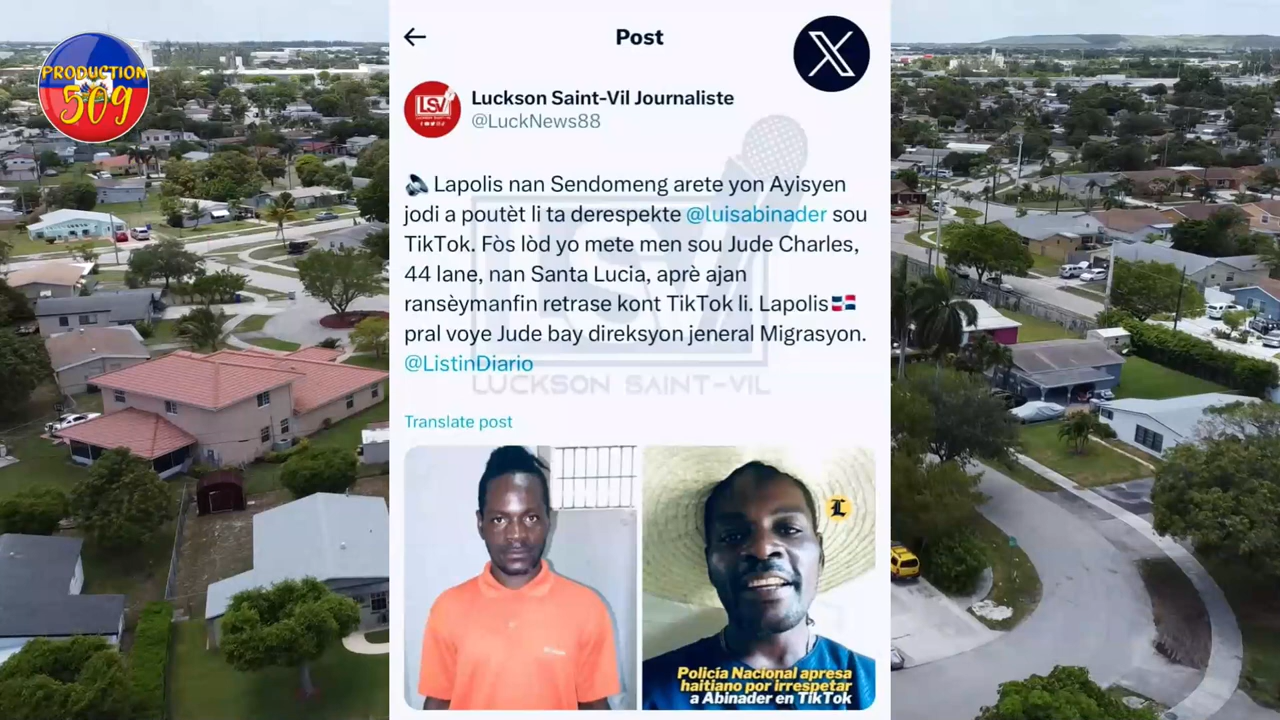 PRODUCTION
509
Post
X
LSV
Luckson Saint-Vil Journaliste
@LuckNews88
Lapolis nan Sendomeng arete yon Ayisyen
jodi a poutèt li ta derespekte @luisabinader sou
TikTok. Fòs lòd yo mete men sou Jude Charles,
44 lane, nan Santa Lucia, aprè ajan
ransèymanfin retrase kont TikTok li. Lapolis
pral voye Jude bay direksyon jeneral Migrasyon.
@ListinDiario
LSV
LUCKSON SAINT-VIL
Translate post
L
Policía Nacional apresa
haitiano por irrespetar
a Abinader en TikTok